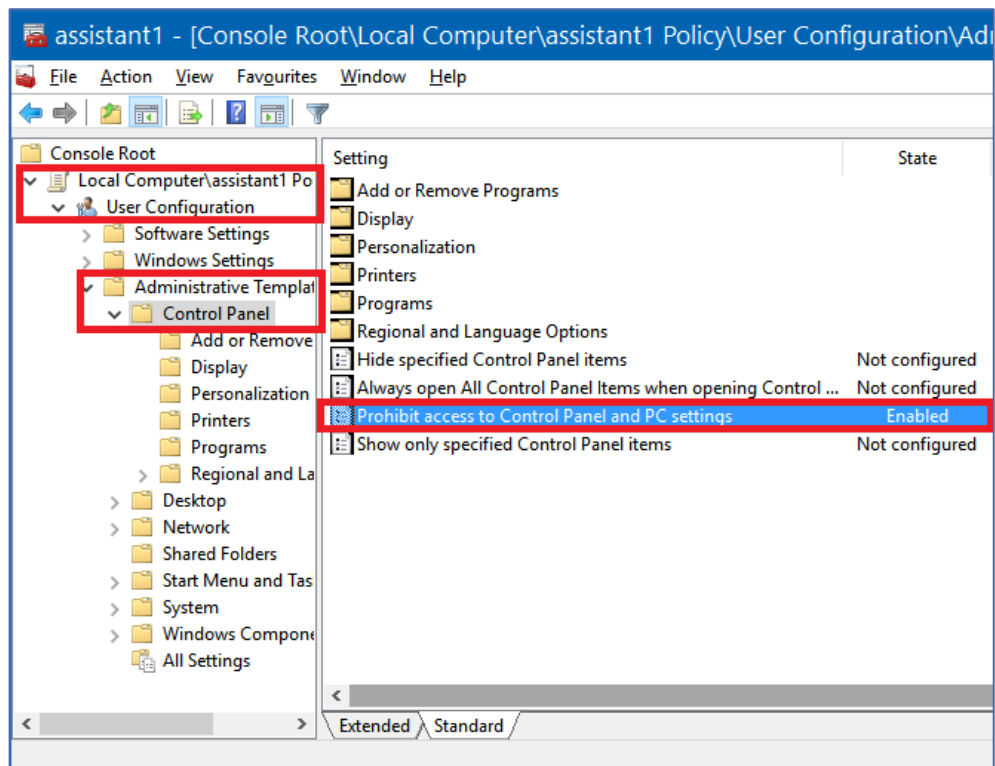 assistant1 - [Console Root\Local Computer\assistant1 Policy\User Configuration\Ad
File Action View Favourites Window Help
Console Root
Local Computer\assistant1 Po
User Configuration
Software Settings
Windows Settings
Administrative Templat
Control Panel
Add or Remove
Display
Personalization
Printers
Programs
Regional and La
Desktop
Network
Shared Folders
Start Menu and Tas
System
Windows Compone
All Settings
Setting State
Add or Remove Programs
Display
Personalization
Printers
Programs
Regional and Language Options
Hide specified Control Panel items Not configured
Always open All Control Panel Items when opening Control ... Not configured
Prohibit access to Control Panel and PC settings Enabled
Show only specified Control Panel items Not configured
Extended Standard